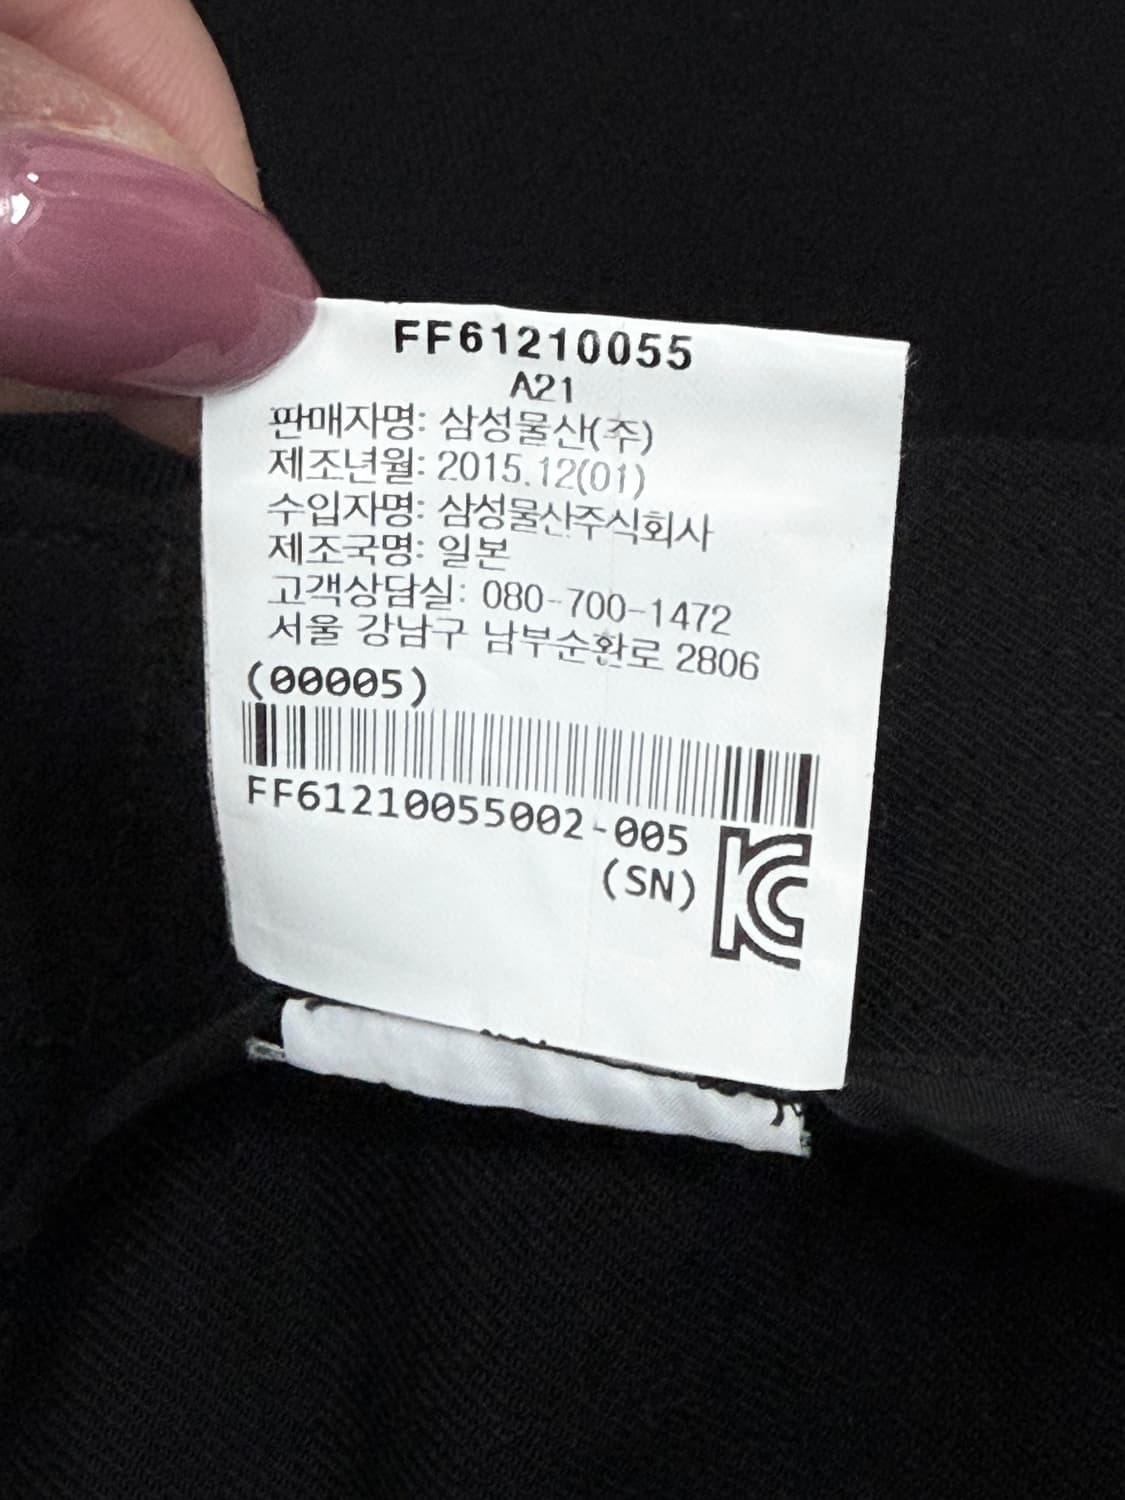 FF61210055
A21
판매자명: 삼성물산(주)
제조년월: 2015.12(01)
수입자명: 삼성물산주식회사
제조국명: 일본
고객상담실: 080-700-1472
서울 강남구 남부순환로 2806
(00005)
FF61210055002-005
(SN)
KC